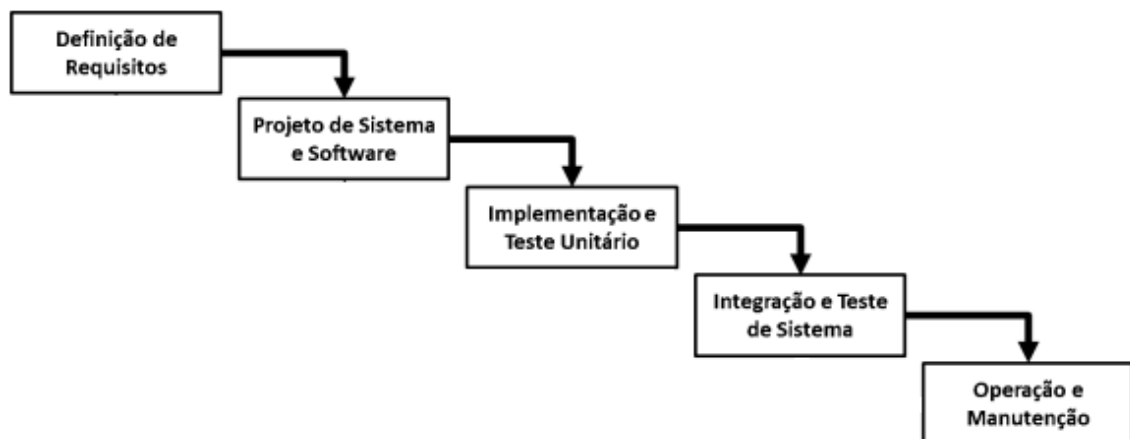 Definição de
Requisitos
Projeto de Sistema
e Software
Implementação e
Teste Unitário
Integração e Teste
de Sistema
Operação e
Manutenção